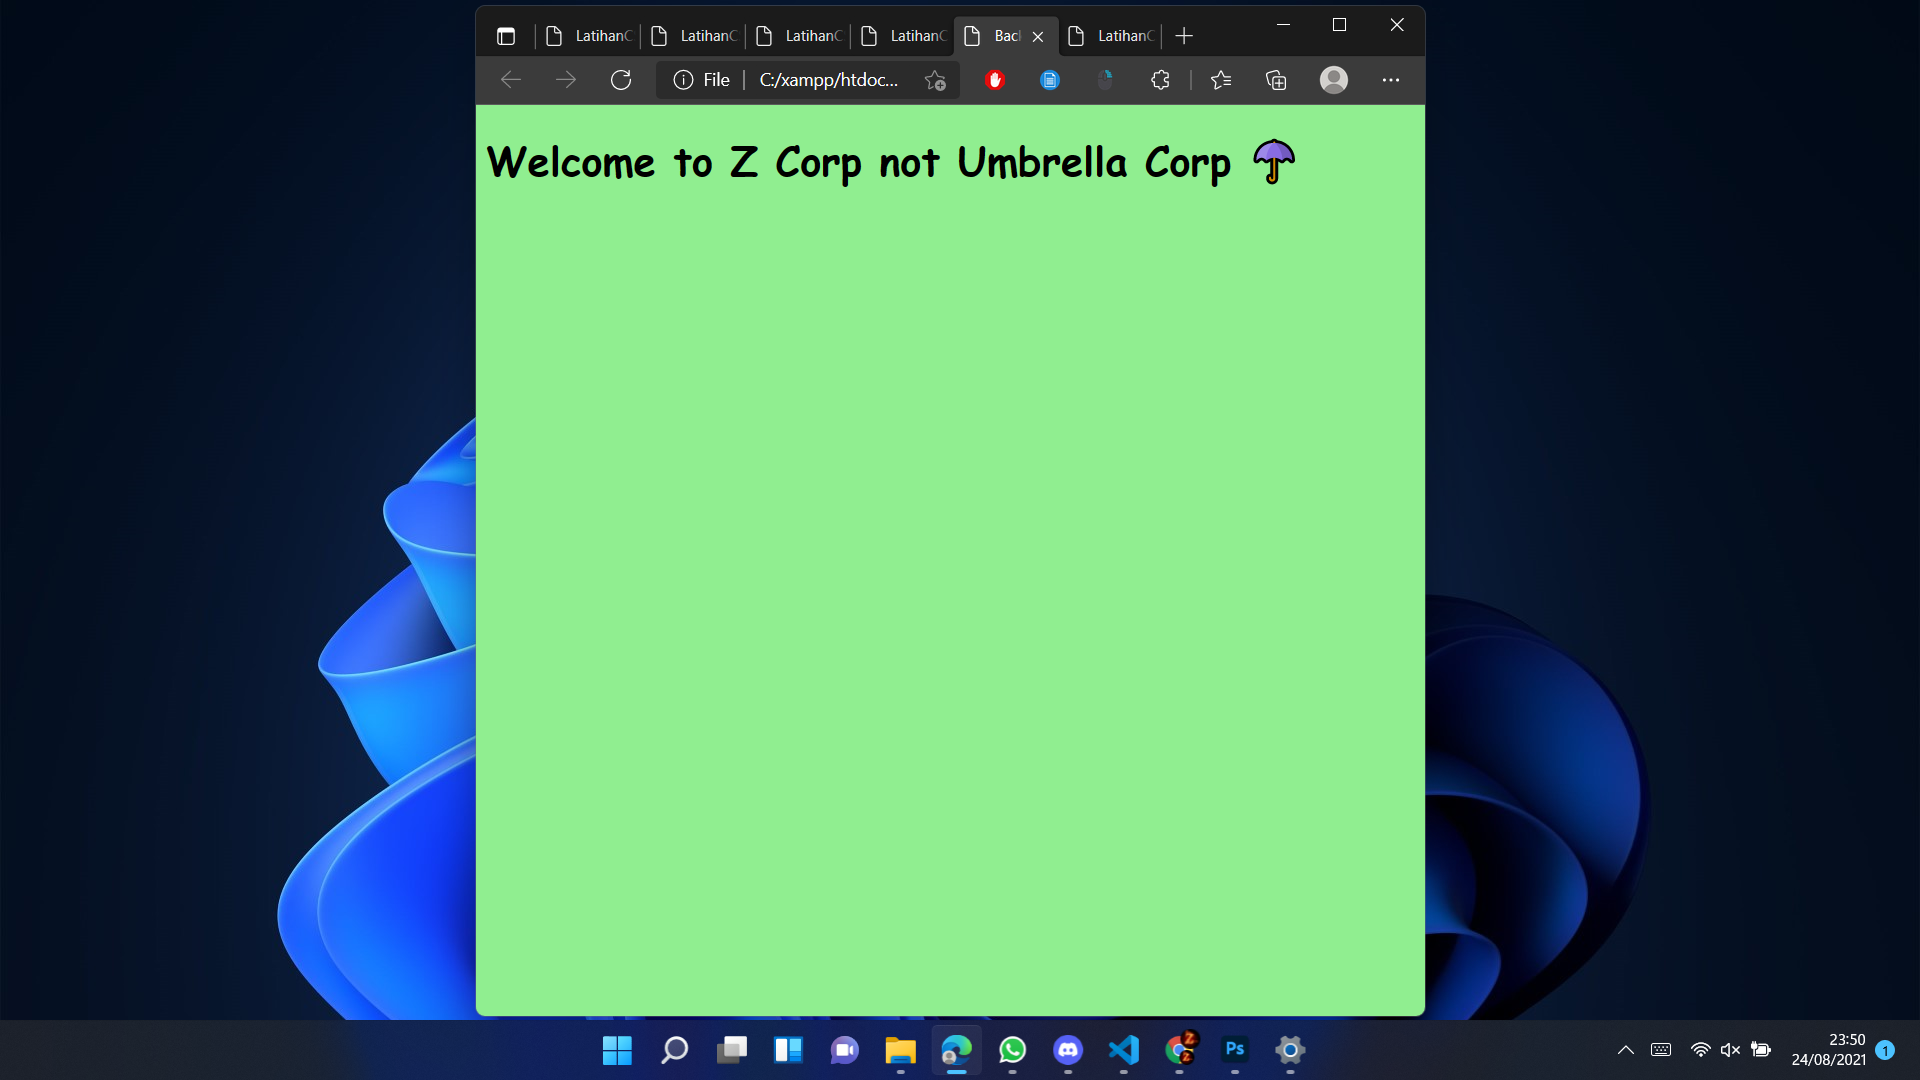 LatihanC
LatihanC
LatihanC
LatihanC
Bac
LatihanC
File
C:/xampp/htdoc...
Welcome to Z Corp not Umbrella Corp ☂
Ps
23:50
24/08/2021
1